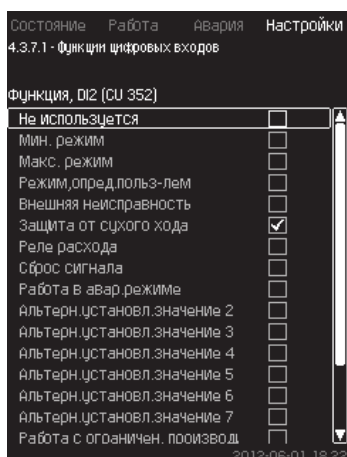 Состояние Работа Авария Настройки
4.3.7.1 - Функции цифровых входов
Функция, DI2 (CU 352)
Не используется
Мин. режим
Макс. режим
Режим,опред.польз-лем
Внешняя неисправность
Защита от сухого хода
Реле расхода
Сброс сигнала
Работа в авар.режиме
Альтерн.установл.значение 2
Альтерн.установл.значение 3
Альтерн.установл.значение 4
Альтерн.установл.значение 5
Альтерн.установл.значение 6
Альтерн.установл.значение 7
Работа с ограничен. производ
2012-06-01 18:22